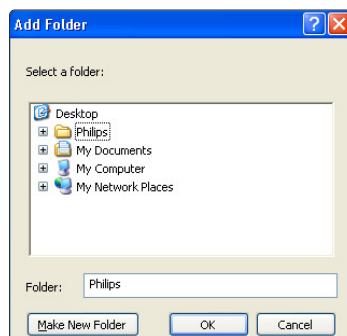 Add Folder
Select a folder:
Desktop
Philips
My Documents
My Computer
My Network Places
Folder: Philips
Make New Folder OK Cancel